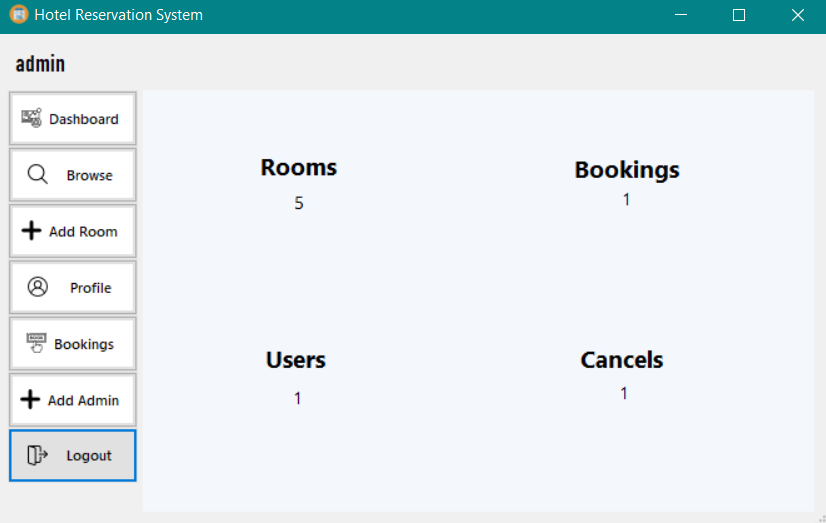 Hotel Reservation System
admin
Dashboard
Browse
Add Room
Profile
Bookings
Add Admin
Logout
Rooms
5
Bookings
1
Users
1
Cancels
1